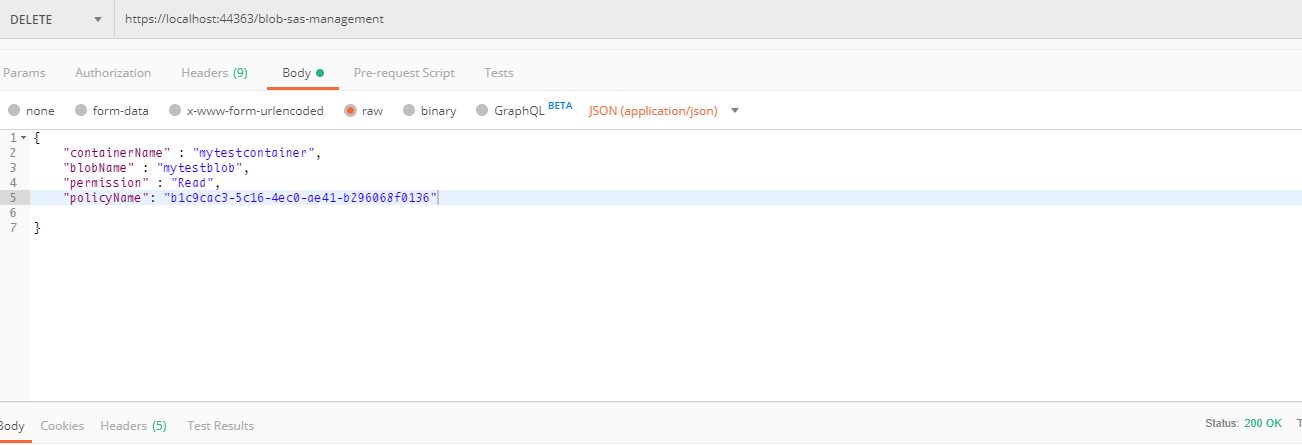 DELETE https://localhost:44363/blob-sas-management
Params Authorization Headers (9) Body Pre-request Script Tests
none form-data x-www-form-urlencoded raw binary GraphQL BETA JSON (application/json)
1 {
2 "containerName" : "mytestcontainer",
3 "blobName" : "mytestblob",
4 "permission" : "Read",
5 "policyName": "b1c9cac3-5c16-4ec0-ae41-b296068f0136"
6
7 }
Body Cookies Headers (5) Test Results Status: 200 OK T